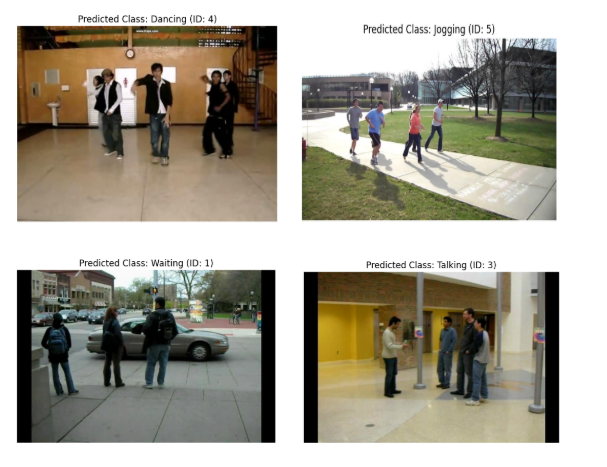 Predicted Class: Dancing (ID: 4)
Predicted Class: Jogging (ID: 5)
Predicted Class: Waiting (ID: 1)
Predicted Class: Talking (ID: 3)